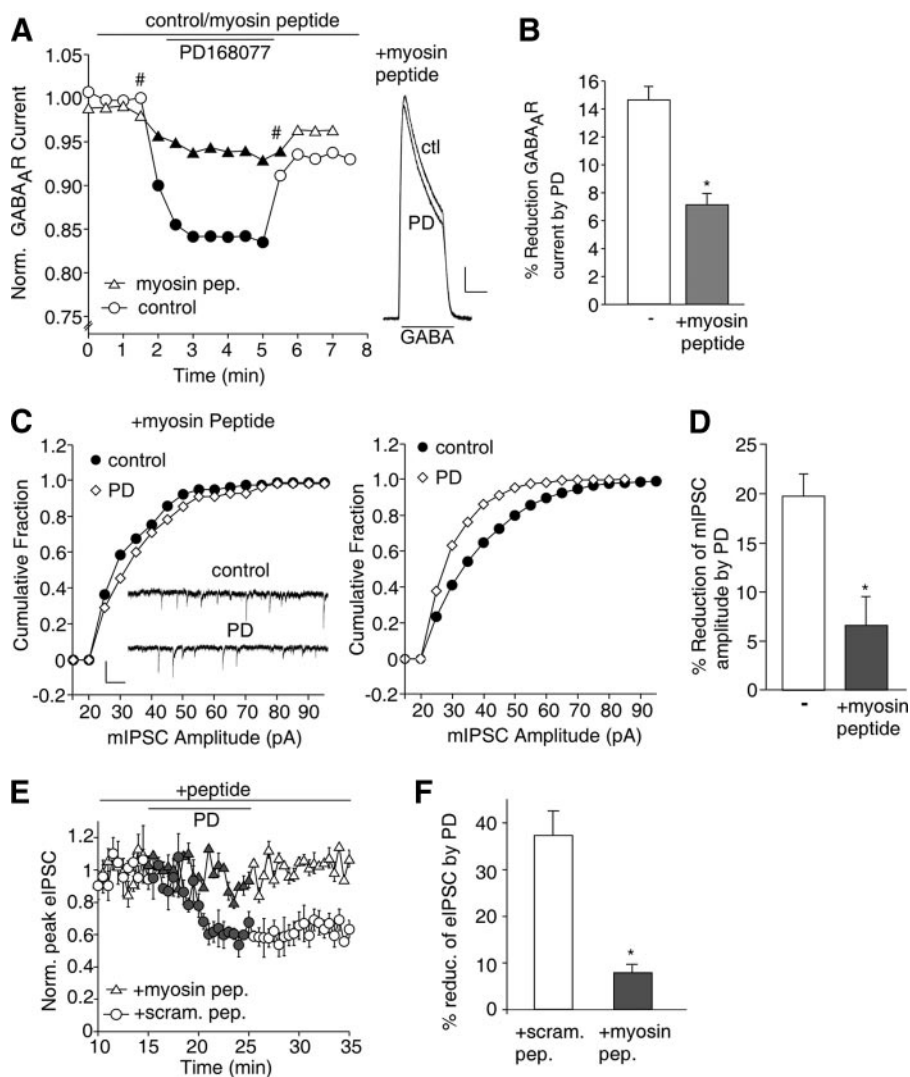 A
control/myosin peptide
PD168077
1.05
1.00
0.95
0.90
0.85
0.80
0.75
Norm. GABAAR Current
#
#
myosin pep.
control
0 1 2 3 4 5 6 7 8
Time (min)
+myosin
peptide
ctl
PD
GABA
B
16
14
12
10
8
6
4
2
0
% Reduction GABAAR
current by PD
*
-
+myosin
peptide
C
+myosin Peptide
1.2
1.0
0.8
0.6
0.4
0
-0.2
Cumulative Fraction
control
PD
control
PD
20 30 40 50 60 70 80 90
mIPSC Amplitude (pA)
1.2
1.0
0.8
0.6
0.4
0
-0.2
Cumulative Fraction
control
PD
20 30 40 50 60 70 80 90
mIPSC Amplitude (pA)
D
25
20
15
10
5
0
% Reduction of mIPSC
amplitude by PD
*
-
+myosin
peptide
E
+peptide
PD
1.2
1
0.8
0.6
0.4
0.2
0
Norm. peak eIPSC
+myosin pep.
+scram. pep.
10 15 20 25 30 35
Time (min)
F
40
30
20
10
0
% reduc. of eIPSC by PD
*
+scram.
pep.
+myosin
pep.